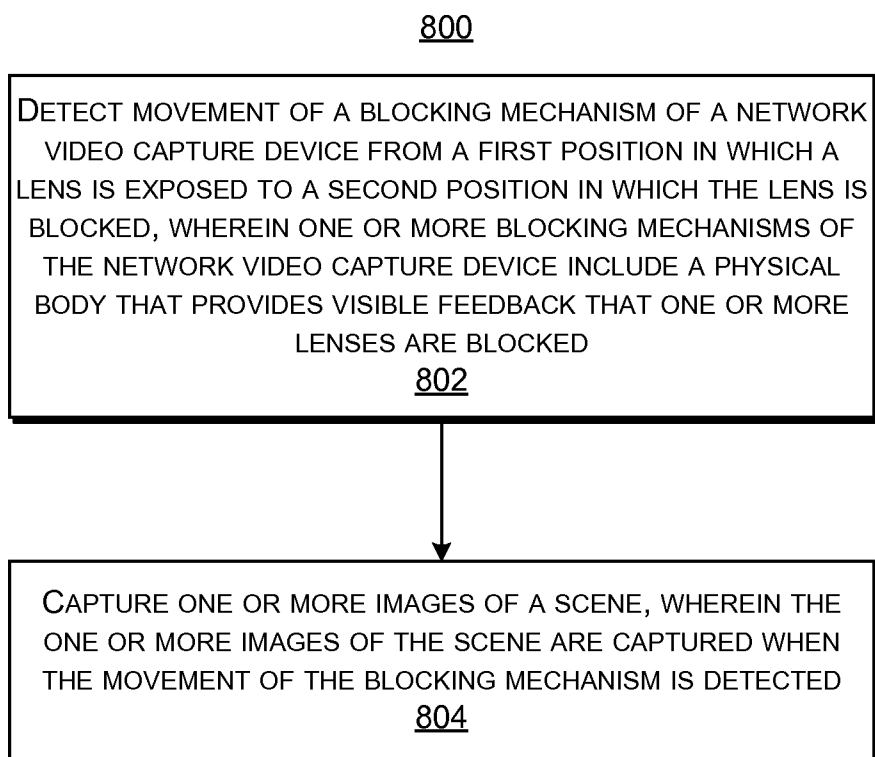 800
DETECT MOVEMENT OF A BLOCKING MECHANISM OF A NETWORK
VIDEO CAPTURE DEVICE FROM A FIRST POSITION IN WHICH A
LENS IS EXPOSED TO A SECOND POSITION IN WHICH THE LENS IS
BLOCKED, WHEREIN ONE OR MORE BLOCKING MECHANISMS OF
THE NETWORK VIDEO CAPTURE DEVICE INCLUDE A PHYSICAL
BODY THAT PROVIDES VISIBLE FEEDBACK THAT ONE OR MORE
LENSES ARE BLOCKED
802
CAPTURE ONE OR MORE IMAGES OF A SCENE, WHEREIN THE
ONE OR MORE IMAGES OF THE SCENE ARE CAPTURED WHEN
THE MOVEMENT OF THE BLOCKING MECHANISM IS DETECTED
804